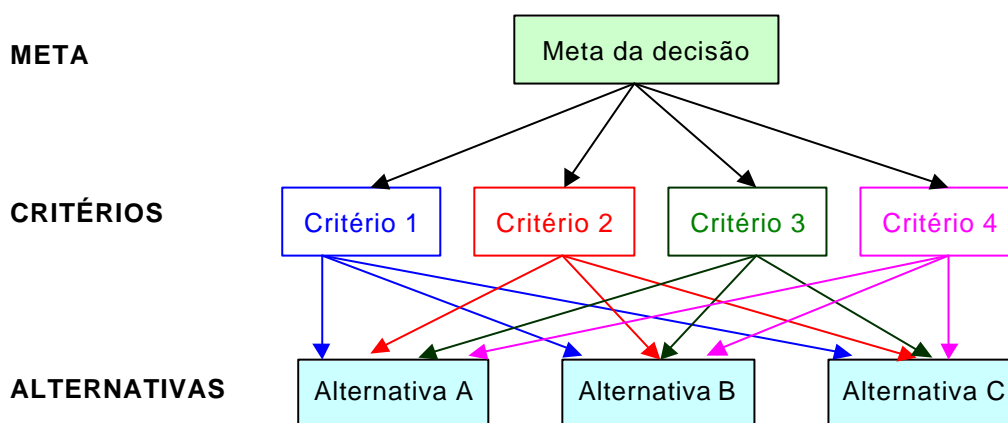 META
Meta da decisão
CRITÉRIOS
Critério 1
Critério 2
Critério 3
Critério 4
ALTERNATIVAS
Alternativa A
Alternativa B
Alternativa C